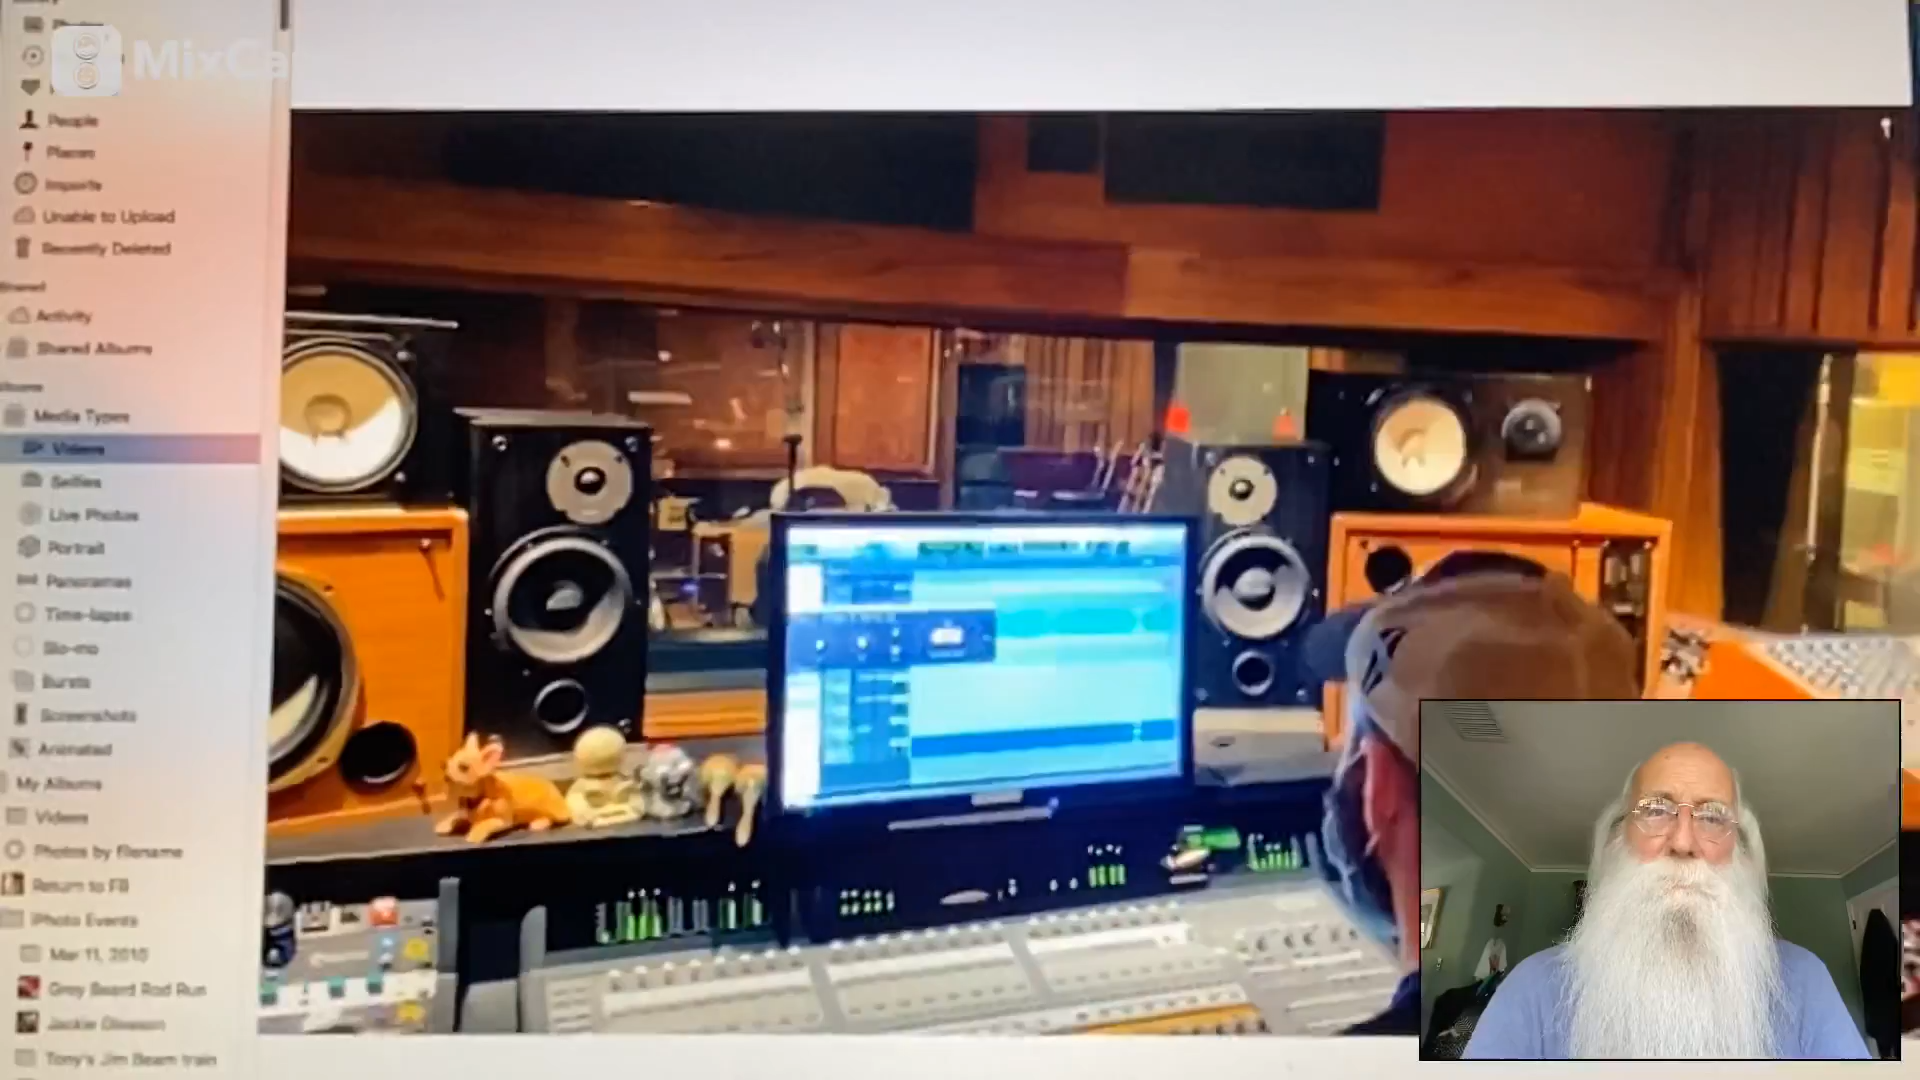 MixCa
People
Places
Imports
Unable to Upload
Recently Deleted
Shared
Activity
Shared Albums
Albums
Media Types
Videos
Selfies
Live Photos
Portrait
Panoramas
Time-lapse
Slo-mo
Bursts
Screenshots
Animated
My Albums
Videos
Photos by filename
Return to FB
iPhoto Events
Mar 11, 2010
Grey Beard Rod Run
Jackie Gleason
Tony's Jim Beam train